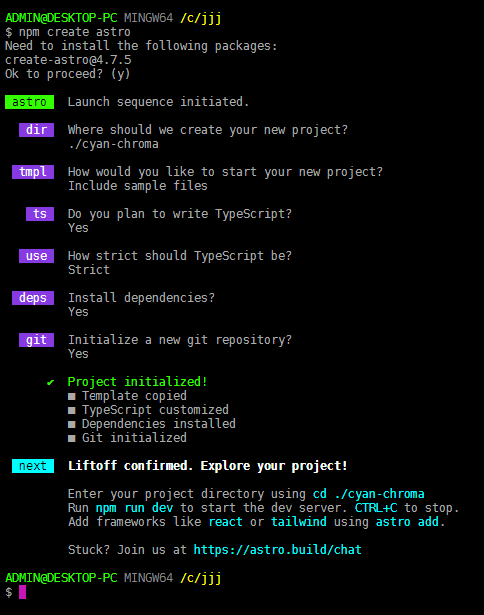 ADMIN@DESKTOP-PC MINGW64 /c/jjj
$ npm create astro
Need to install the following packages:
create-astro@4.7.5
Ok to proceed? (y)
astro Launch sequence initiated.
dir Where should we create your new project?
./cyan-chroma
tmpl How would you like to start your new project?
Include sample files
ts Do you plan to write TypeScript?
Yes
use How strict should TypeScript be?
Strict
deps Install dependencies?
Yes
git Initialize a new git repository?
Yes
✔ Project initialized!
■ Template copied
■ TypeScript customized
■ Dependencies installed
■ Git initialized
next Liftoff confirmed. Explore your project!
Enter your project directory using cd ./cyan-chroma
Run npm run dev to start the dev server. CTRL+C to stop.
Add frameworks like react or tailwind using astro add.
Stuck? Join us at https://astro.build/chat
ADMIN@DESKTOP-PC MINGW64 /c/jjj
$